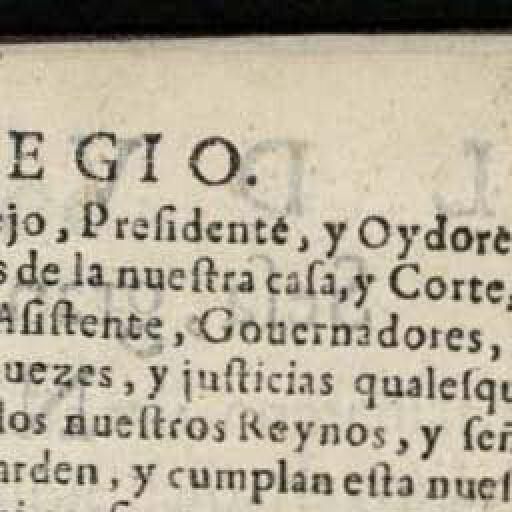 EGIO.
ejo, Preſidente, y Oydore
s de la nueſtra caſa, y Corte,
Aſiſtente, Gouernadores,
uezes, y juſticias qualeſqu
los nueſtros Reynos, y ſeñ
arden, y cumplan eſta nueſ